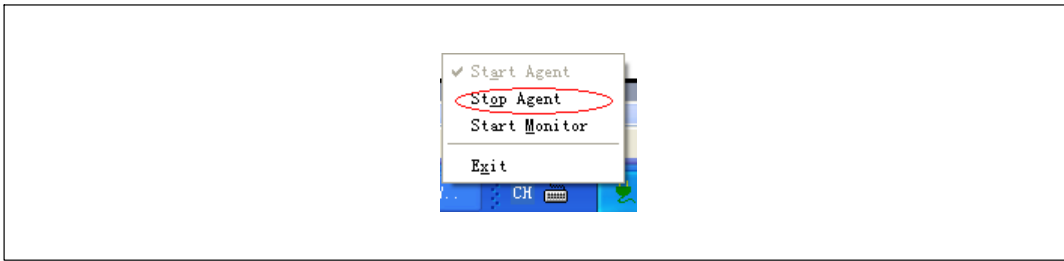 Start Agent
Stop Agent
Start Monitor
Exit
CH